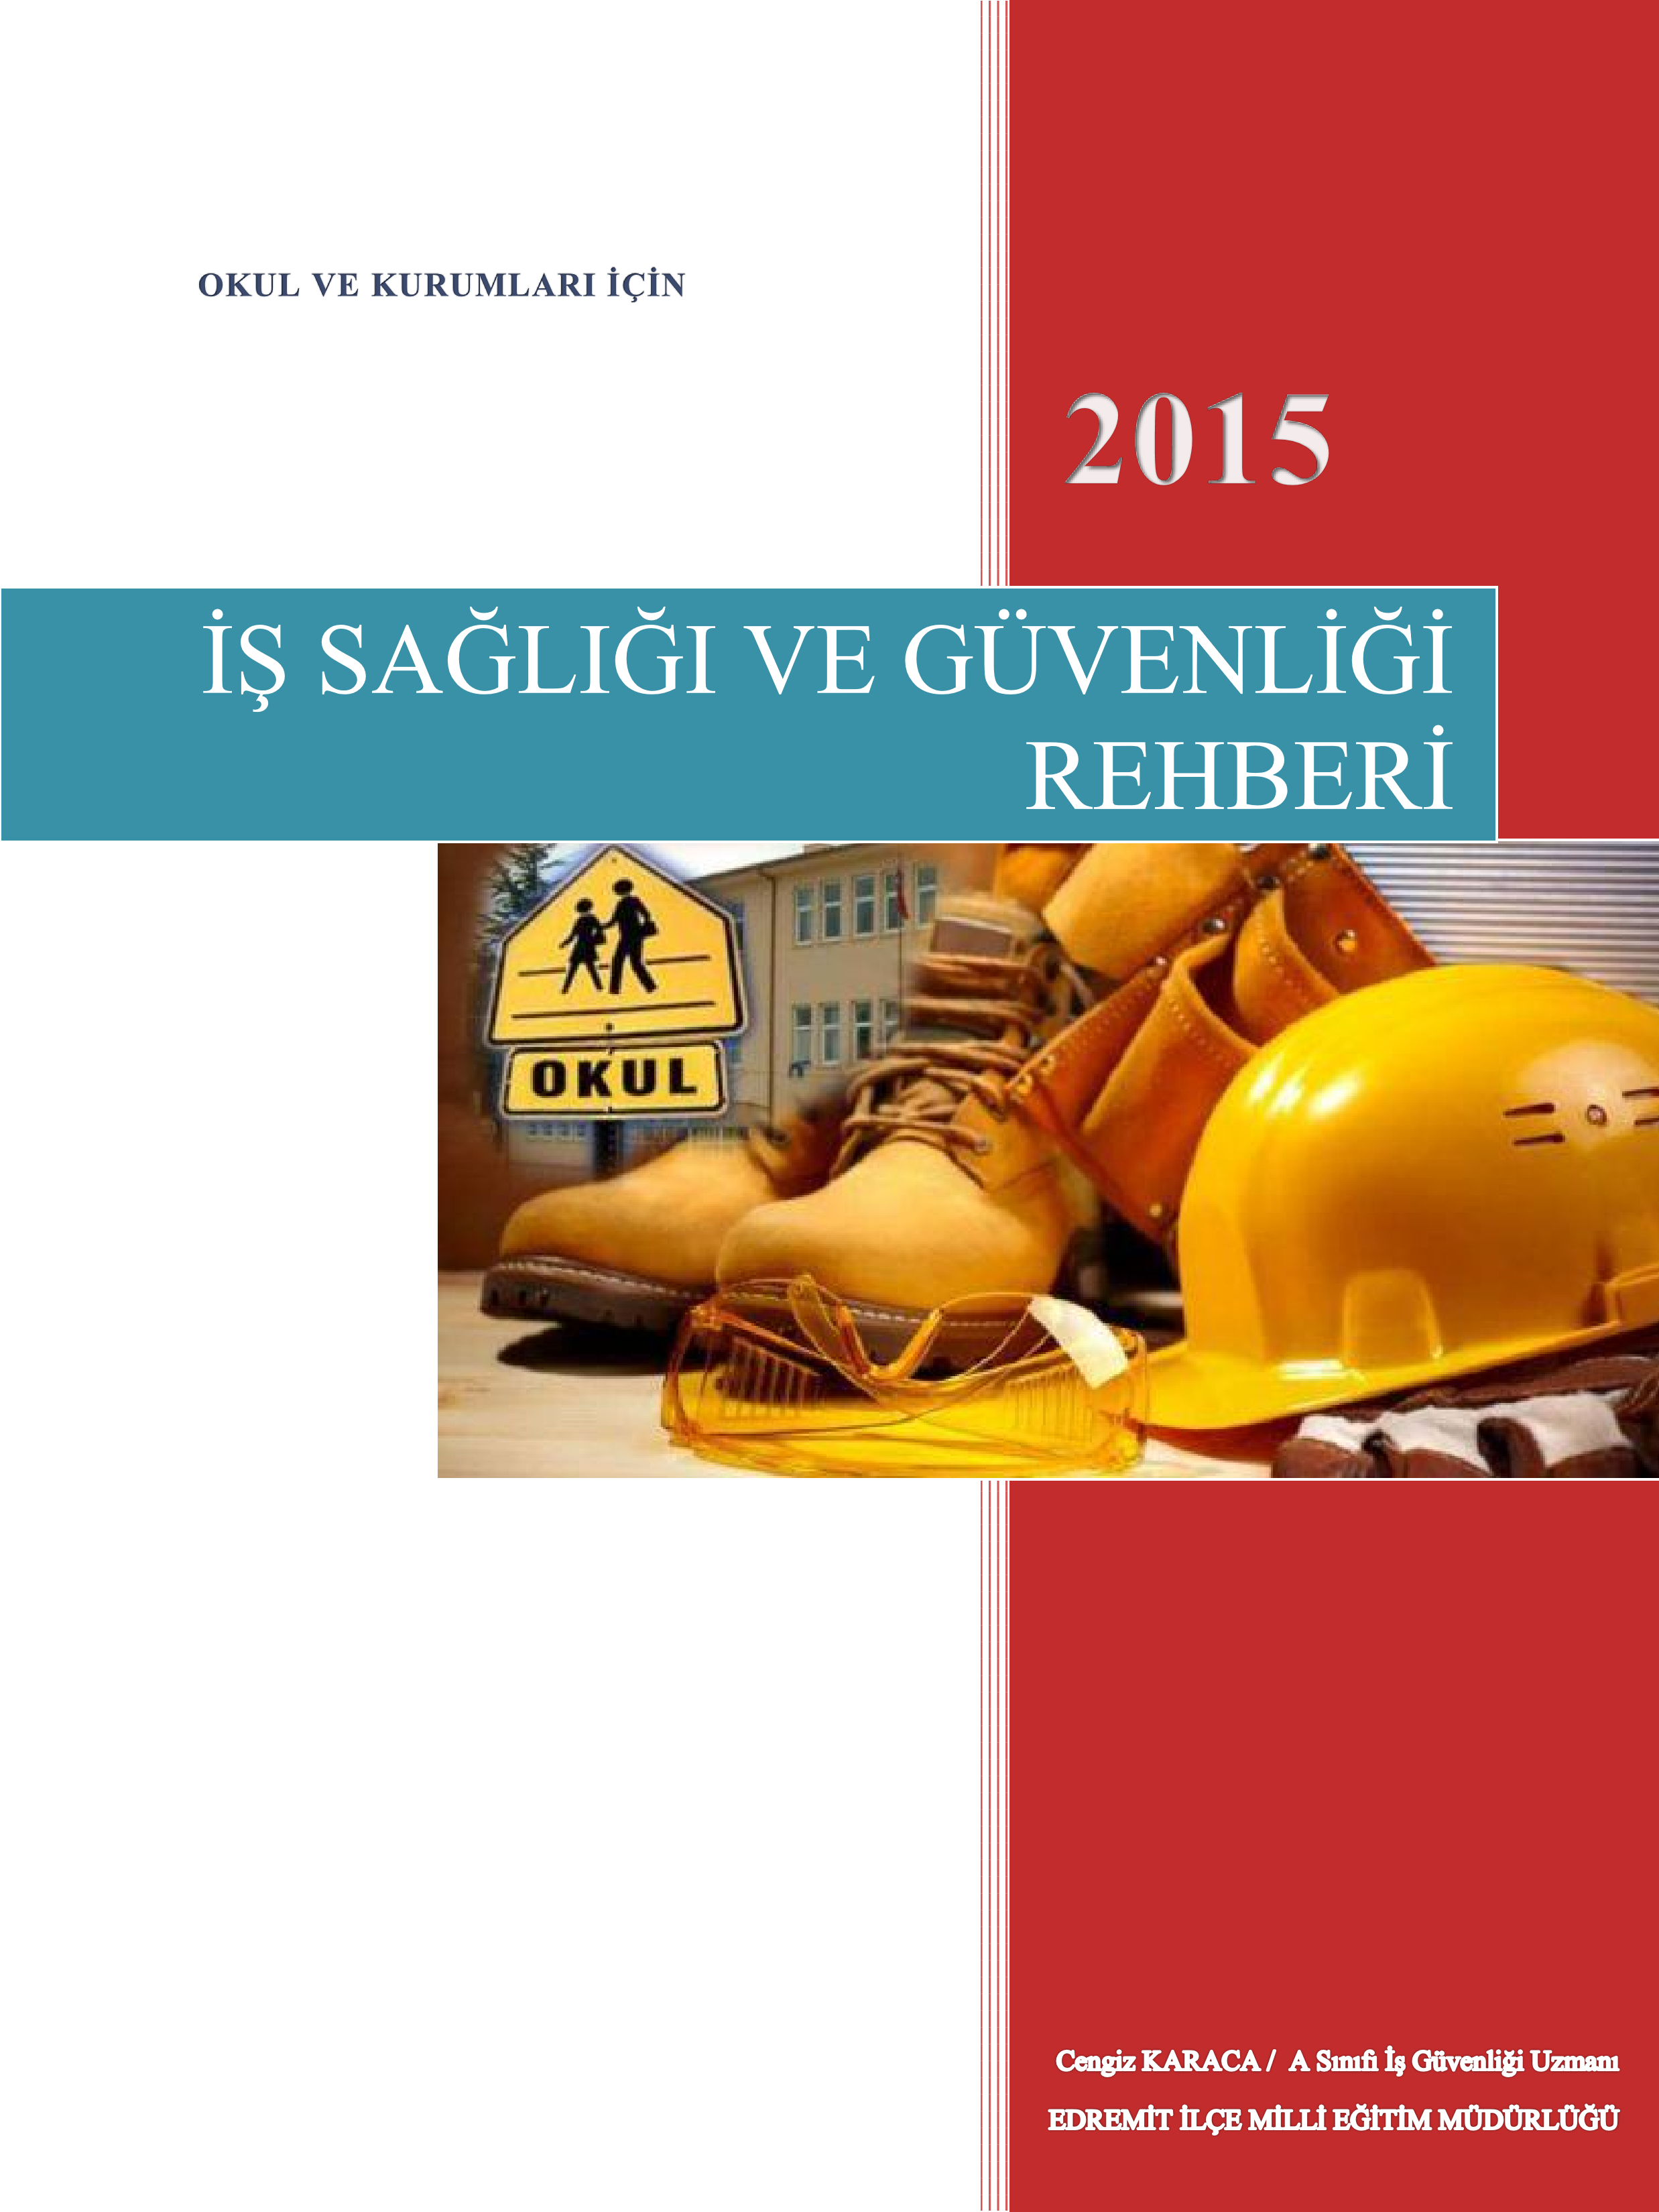 OKUL VE KURUMLARI İÇİN
2015
İŞ SAĞLIĞI VE GÜVENLİĞİ
REHBERİ
OKUL
Cengiz KARACA / A Sınıfı İş Güvenliği Uzmanı
EDREMİT İLÇE MİLLİ EĞİTİM MÜDÜRLÜĞÜ